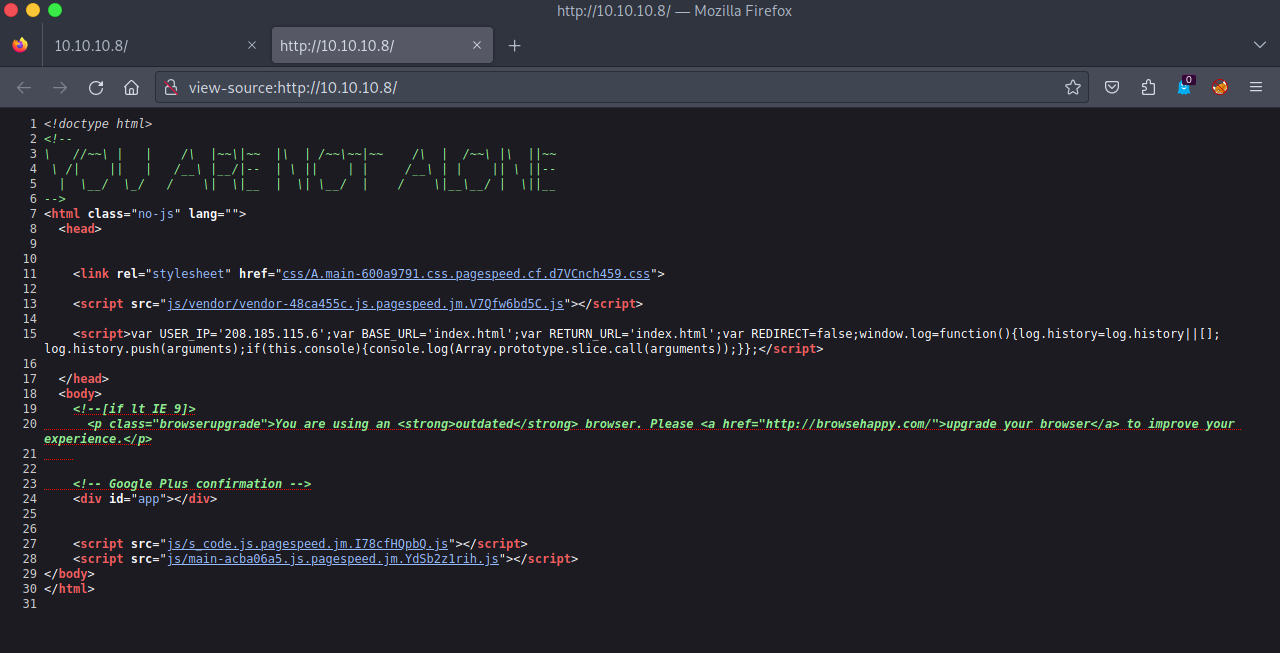 http://10.10.10.8/ — Mozilla Firefox
10.10.10.8/
http://10.10.10.8/
0
view-source:http://10.10.10.8/
1 <!doctype html>
2 <!--
3 \   //~~\ |   |    /\  |~~\|~~  |\  | /~~\~~|~~    /\  |  /~~\ |\  ||~~
4  \ /|    ||   |   /__\ |__/|--  | \ ||    | |     /__\ | |    || \ ||--
5   |  \__/  \_/   /    \|  \|__  |  \| \__/  |    /    \|__\__/ |  \||__
6 -->
7 <html class="no-js" lang="">
8   <head>
9
10
11     <link rel="stylesheet" href="css/A.main-600a9791.css.pagespeed.cf.d7VCnch459.css">
12
13     <script src="js/vendor/vendor-48ca455c.js.pagespeed.jm.V7Qfw6bd5C.js"></script>
14
15     <script>var USER_IP='208.185.115.6';var BASE_URL='index.html';var RETURN_URL='index.html';var REDIRECT=false;window.log=function(){log.history=log.history||[];
log.history.push(arguments);if(this.console){console.log(Array.prototype.slice.call(arguments));}};</script>
16
17   </head>
18   <body>
19     <!--[if lt IE 9]>
20       <p class="browserupgrade">You are using an <strong>outdated</strong> browser. Please <a href="http://browsehappy.com/">upgrade your browser</a> to improve your
experience.</p>
21
22
23     <!-- Google Plus confirmation -->
24     <div id="app"></div>
25
26
27     <script src="js/s_code.js.pagespeed.jm.I78cfHQpbQ.js"></script>
28     <script src="js/main-acba06a5.js.pagespeed.jm.YdSb2z1rih.js"></script>
29 </body>
30 </html>
31